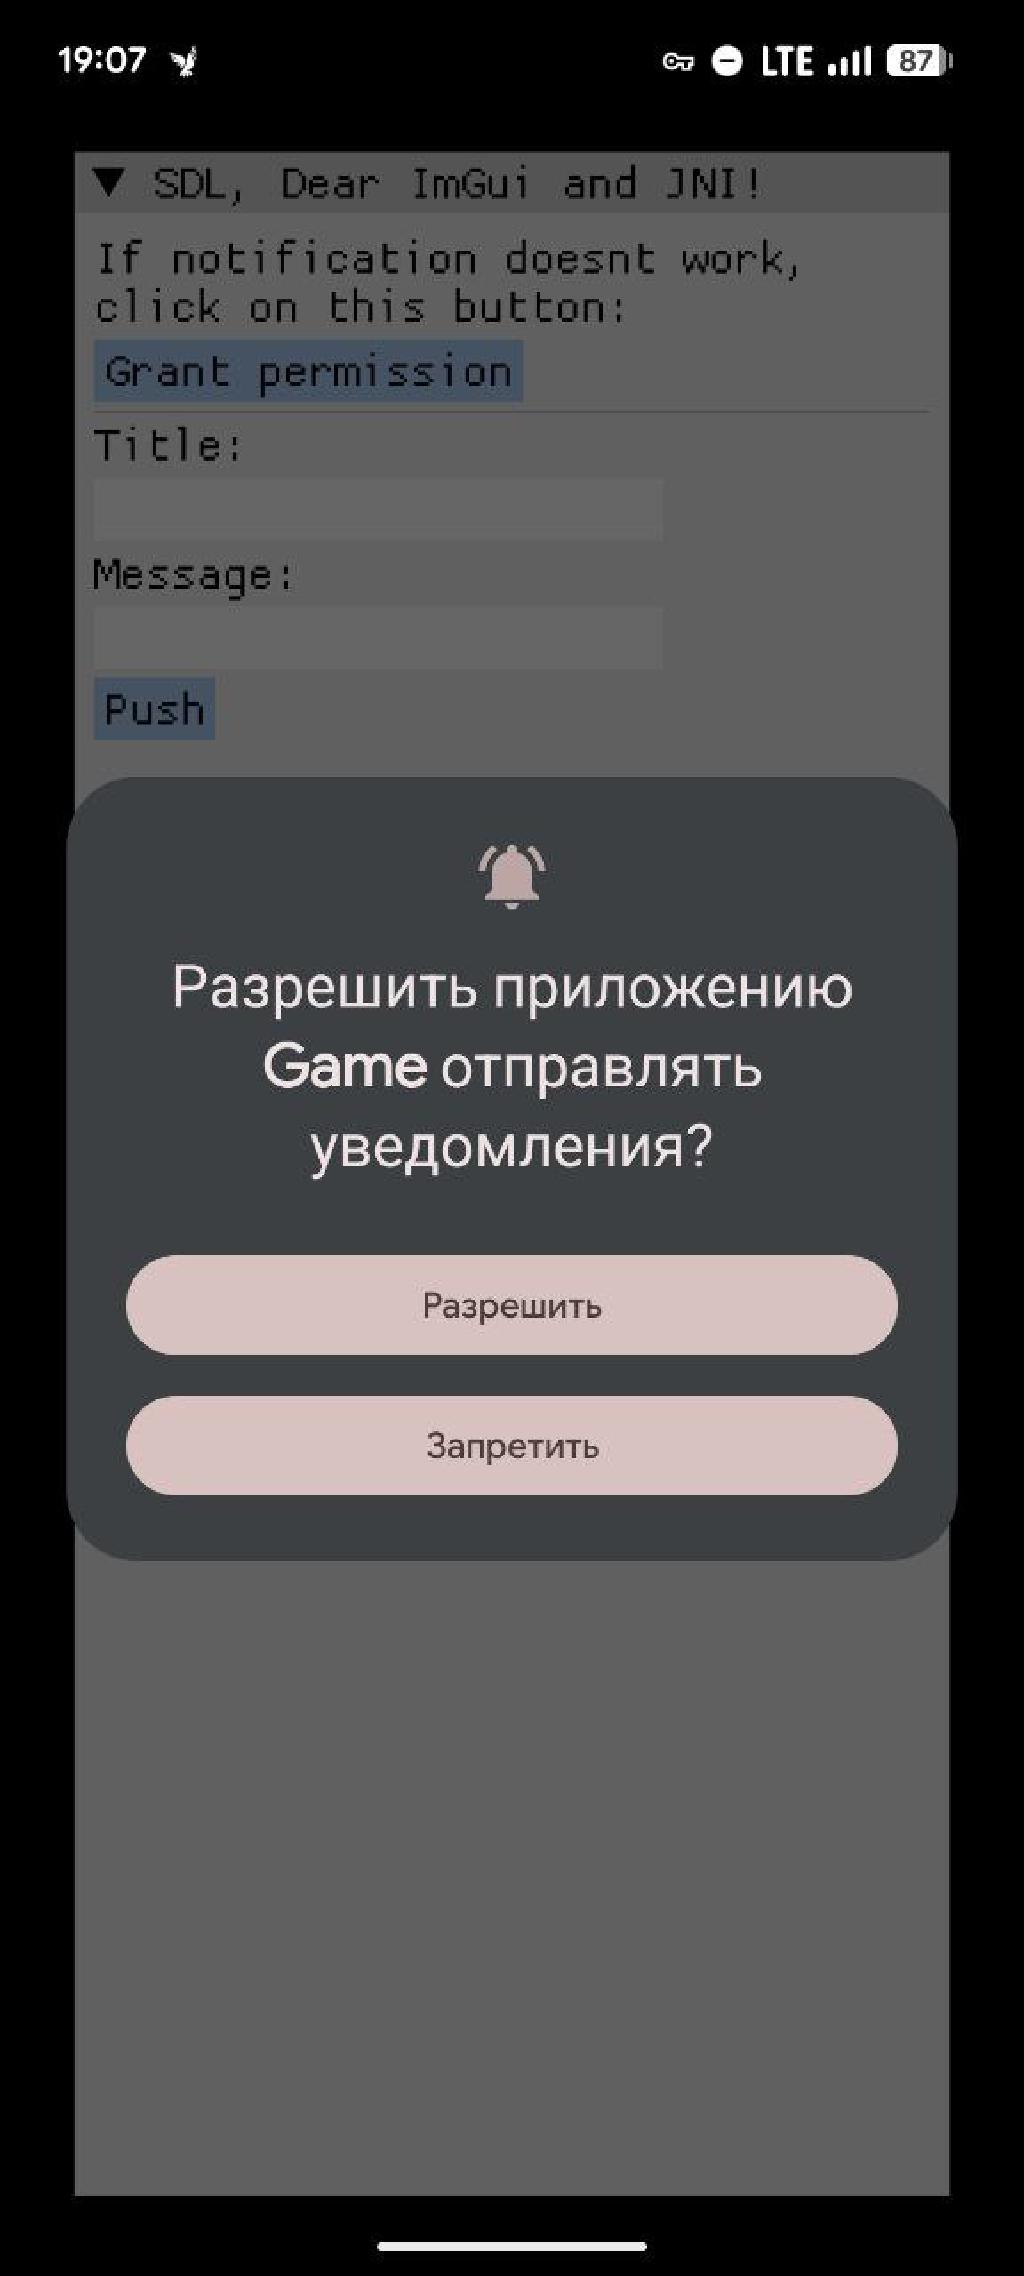 19:07 LTE 87
▼ SDL, Dear ImGui and JNI!
If notification doesnt work,
click on this button:
Grant permission
Title:
Message:
Push
Разрешить приложению
Game отправлять
уведомления?
Разрешить
Запретить